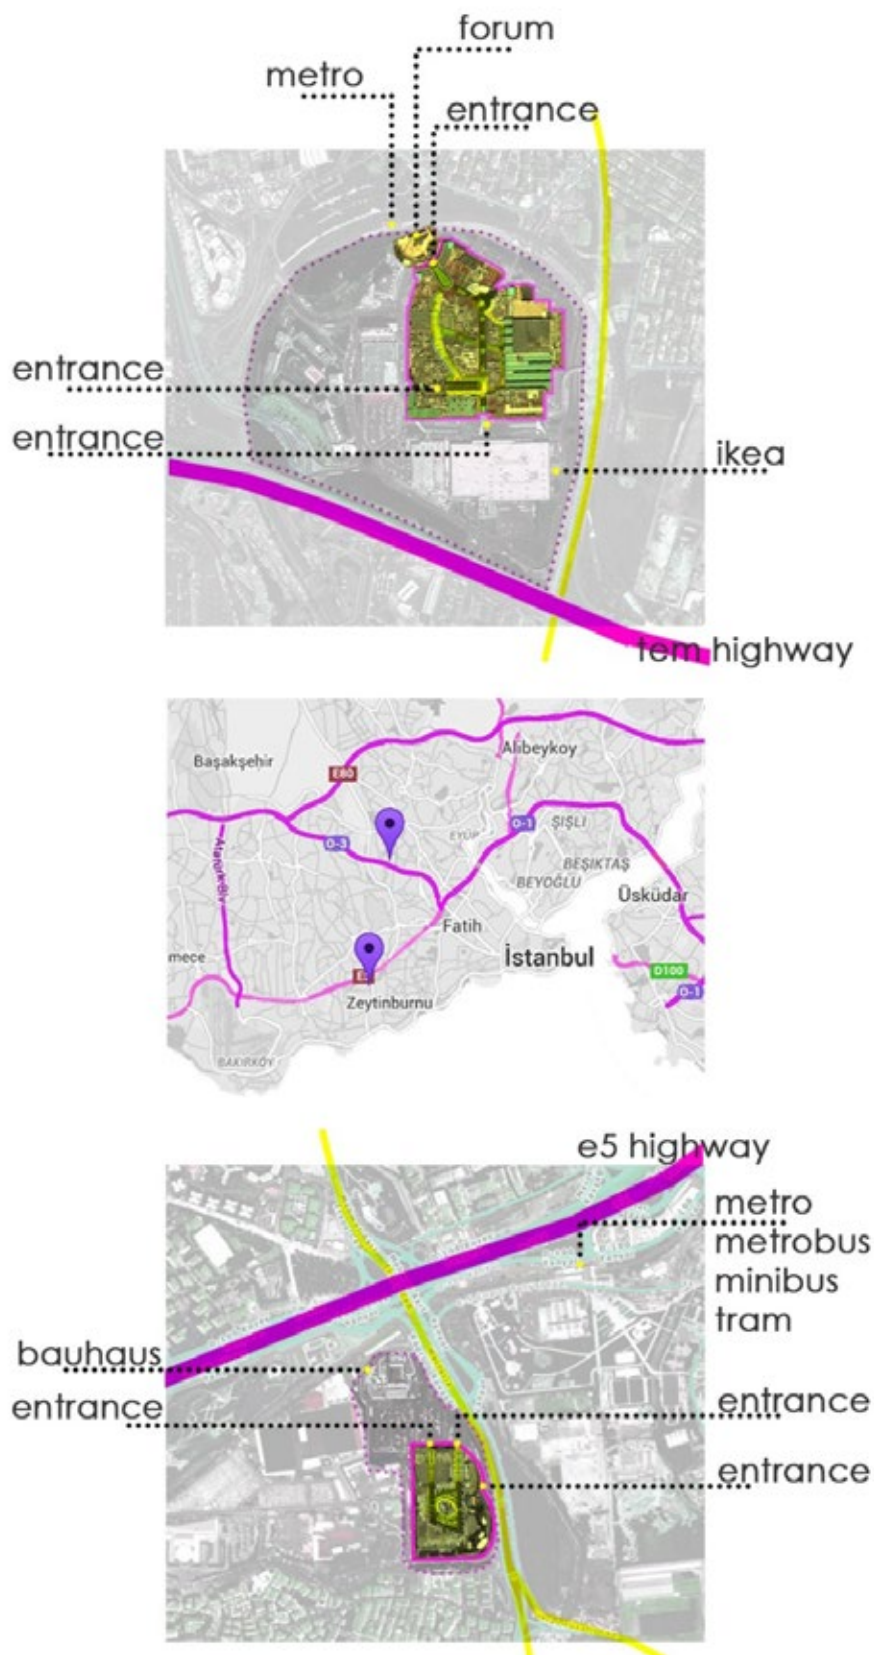 forum
metro
entrance
entrance
entrance
ikea
tem highway
Başakşehir
Alibeykoy
E80
O-3
O-1
EYÜP
ŞİŞLİ
BEŞİKTAŞ
BEYOĞLU
Üsküdar
Fatih
İstanbul
mece
D100
O-1
Zeytinburnu
BAKIRKÖY
e5 highway
metro
metrobus
minibus
tram
bauhaus
entrance
entrance
entrance